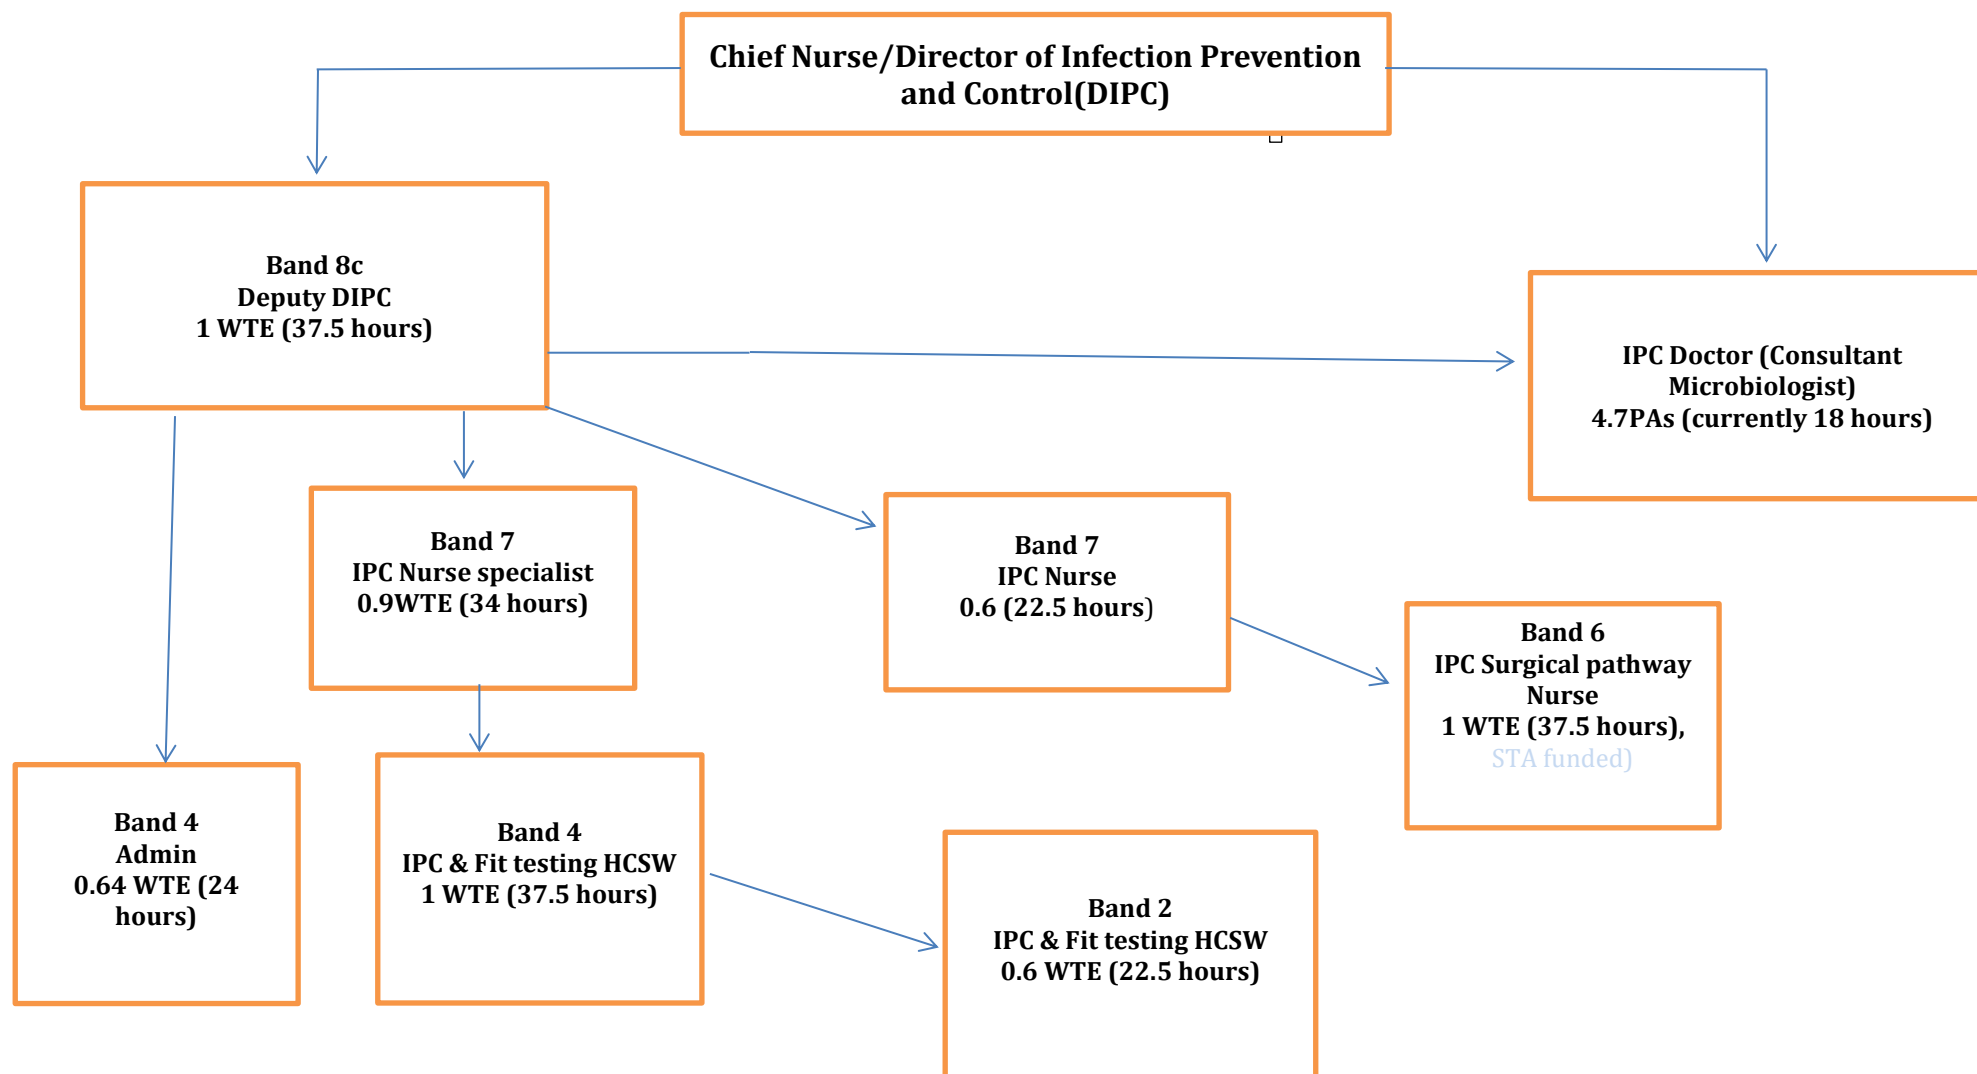 Chief Nurse/Director of Infection Prevention
and Control(DIPC)
Band 8c
Deputy DIPC
1 WTE (37.5 hours)
IPC Doctor (Consultant
Microbiologist)
4.7PAs (currently 18 hours)
Band 7
IPC Nurse specialist
0.9WTE (34 hours)
Band 7
IPC Nurse
0.6 (22.5 hours)
Band 6
IPC Surgical pathway
Nurse
1 WTE (37.5 hours),
STA funded)
Band 4
Admin
0.64 WTE (24
hours)
Band 4
IPC & Fit testing HCSW
1 WTE (37.5 hours)
Band 2
IPC & Fit testing HCSW
0.6 WTE (22.5 hours)